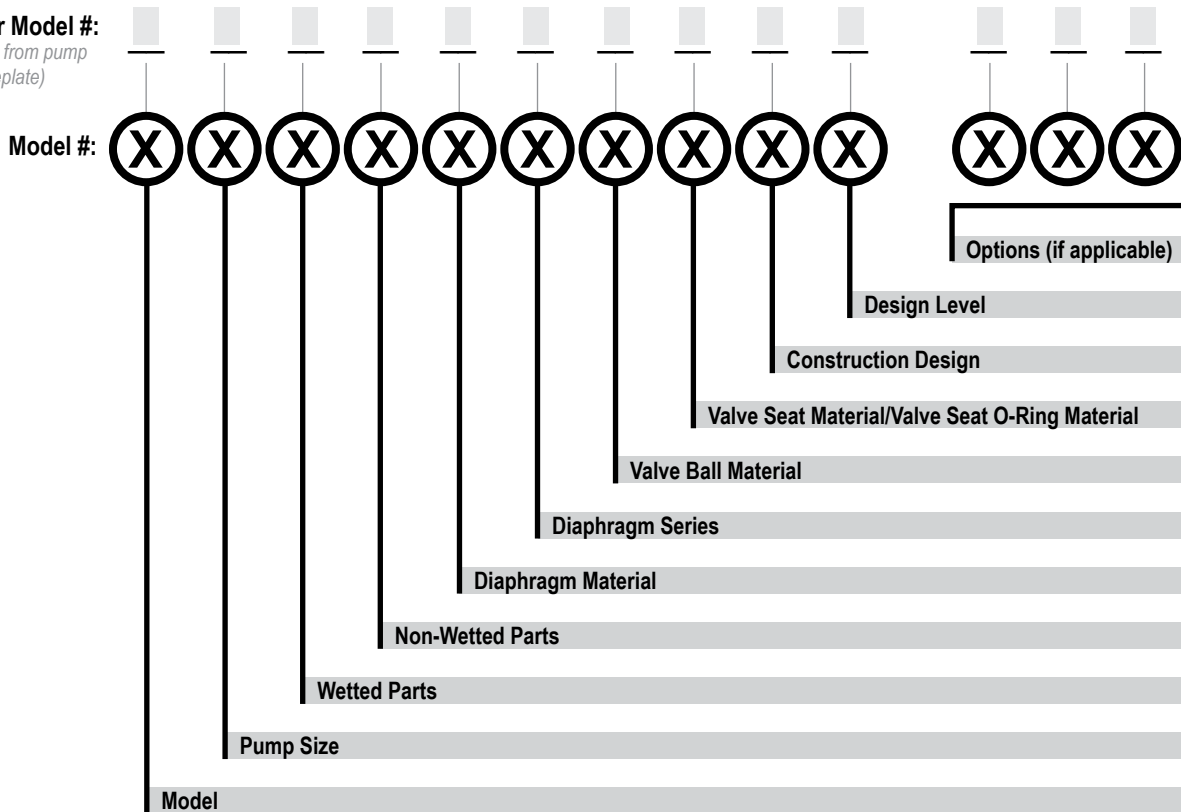 r Model #:
from pump
plate)
Model #: X X X X X X X X X X X X X
Options (if applicable)
Design Level
Construction Design
Valve Seat Material/Valve Seat O-Ring Material
Valve Ball Material
Diaphragm Series
Diaphragm Material
Non-Wetted Parts
Wetted Parts
Pump Size
Model